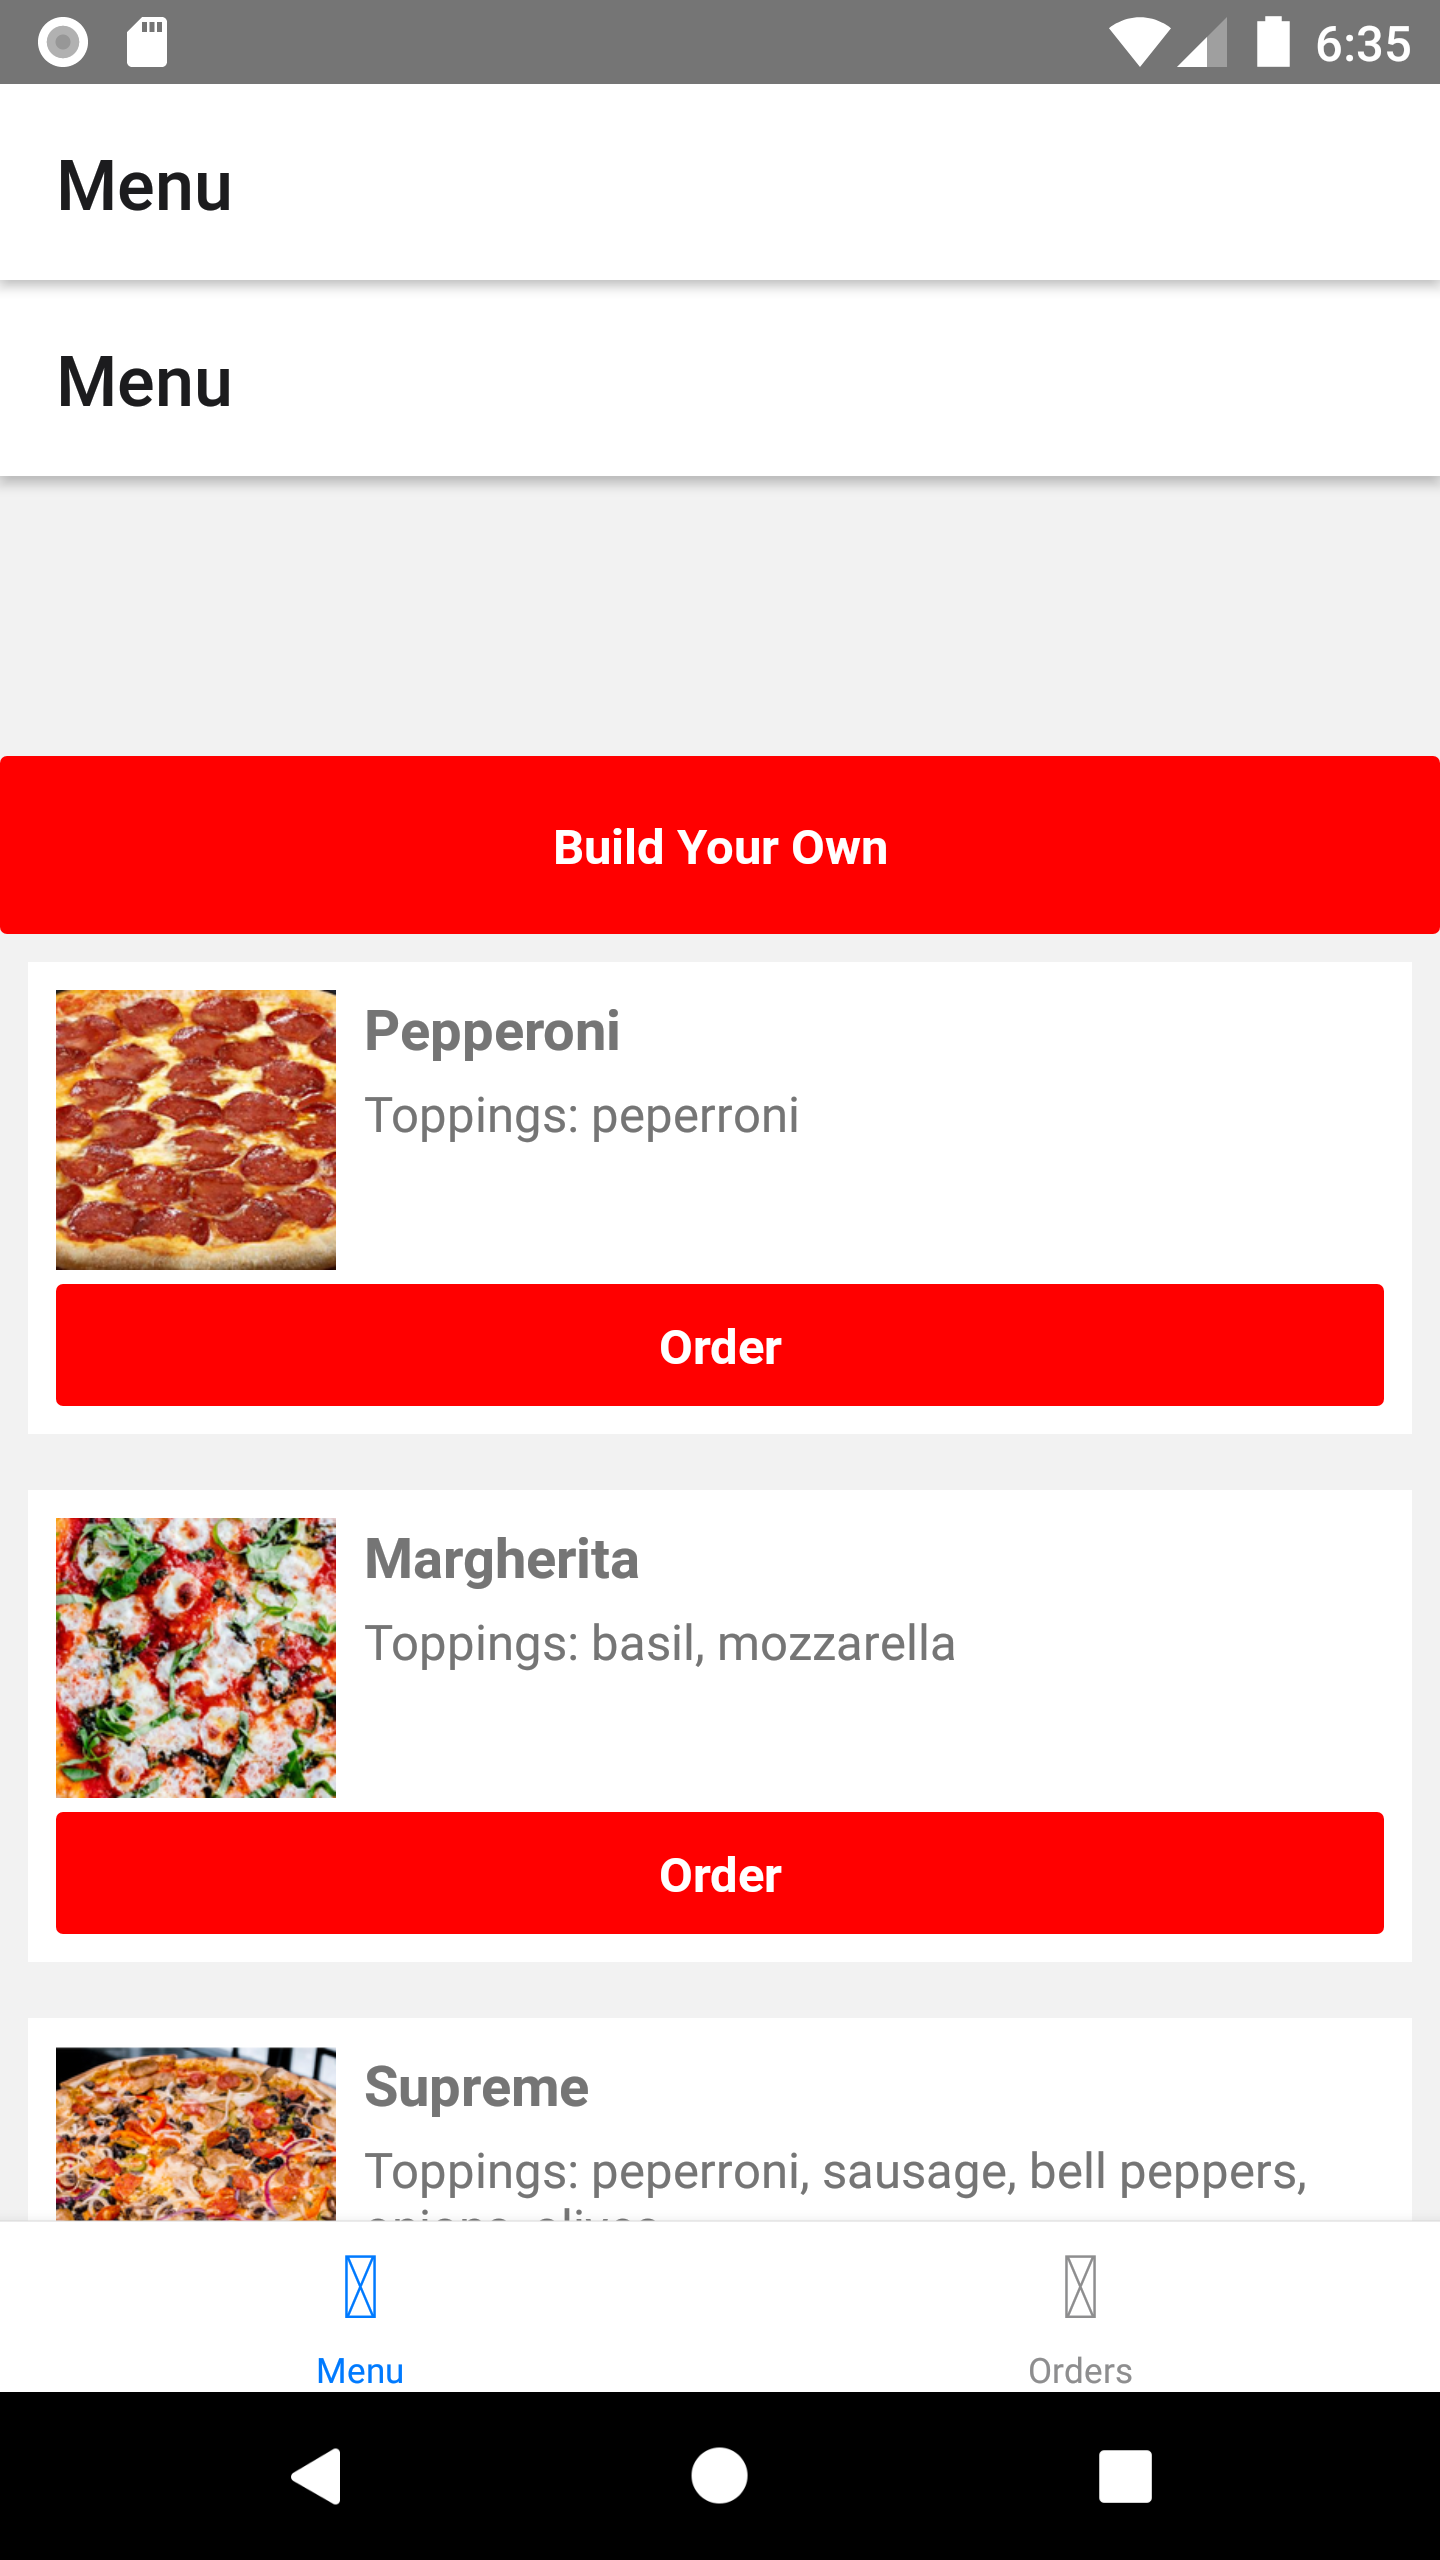 6:35
Menu
Menu
Build Your Own
Pepperoni
Toppings: peperroni
Order
Margherita
Toppings: basil, mozzarella
Order
Supreme
Toppings: peperroni, sausage, bell peppers,
Menu
Orders